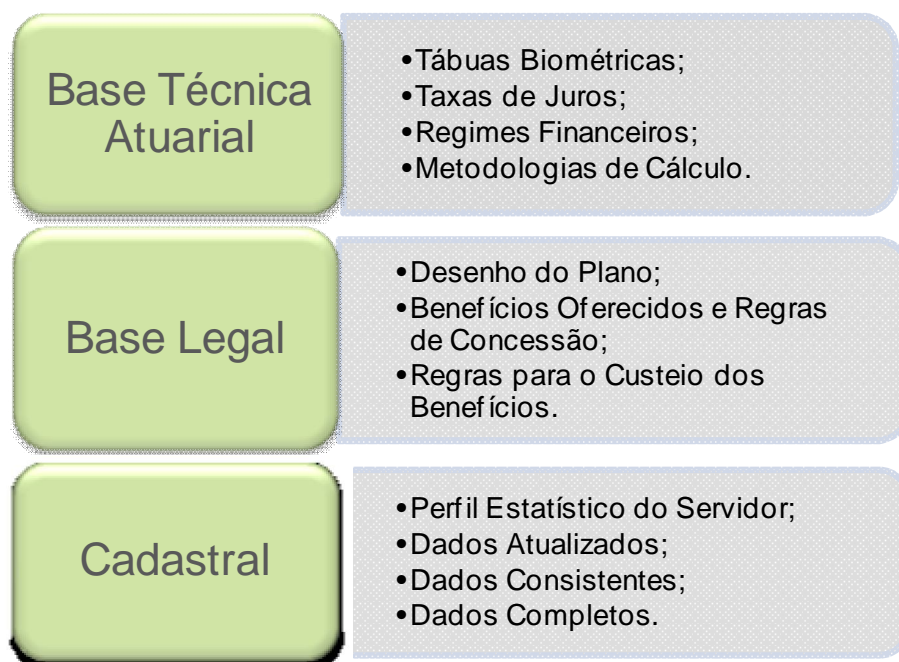 Base Técnica
Atuarial
•Tábuas Biométricas;
•Taxas de Juros;
•Regimes Financeiros;
•Metodologias de Cálculo.
Base Legal
•Desenho do Plano;
•Benefícios Oferecidos e Regras
de Concessão;
•Regras para o Custeio dos
Benefícios.
Cadastral
•Perfil Estatístico do Servidor;
•Dados Atualizados;
•Dados Consistentes;
•Dados Completos.